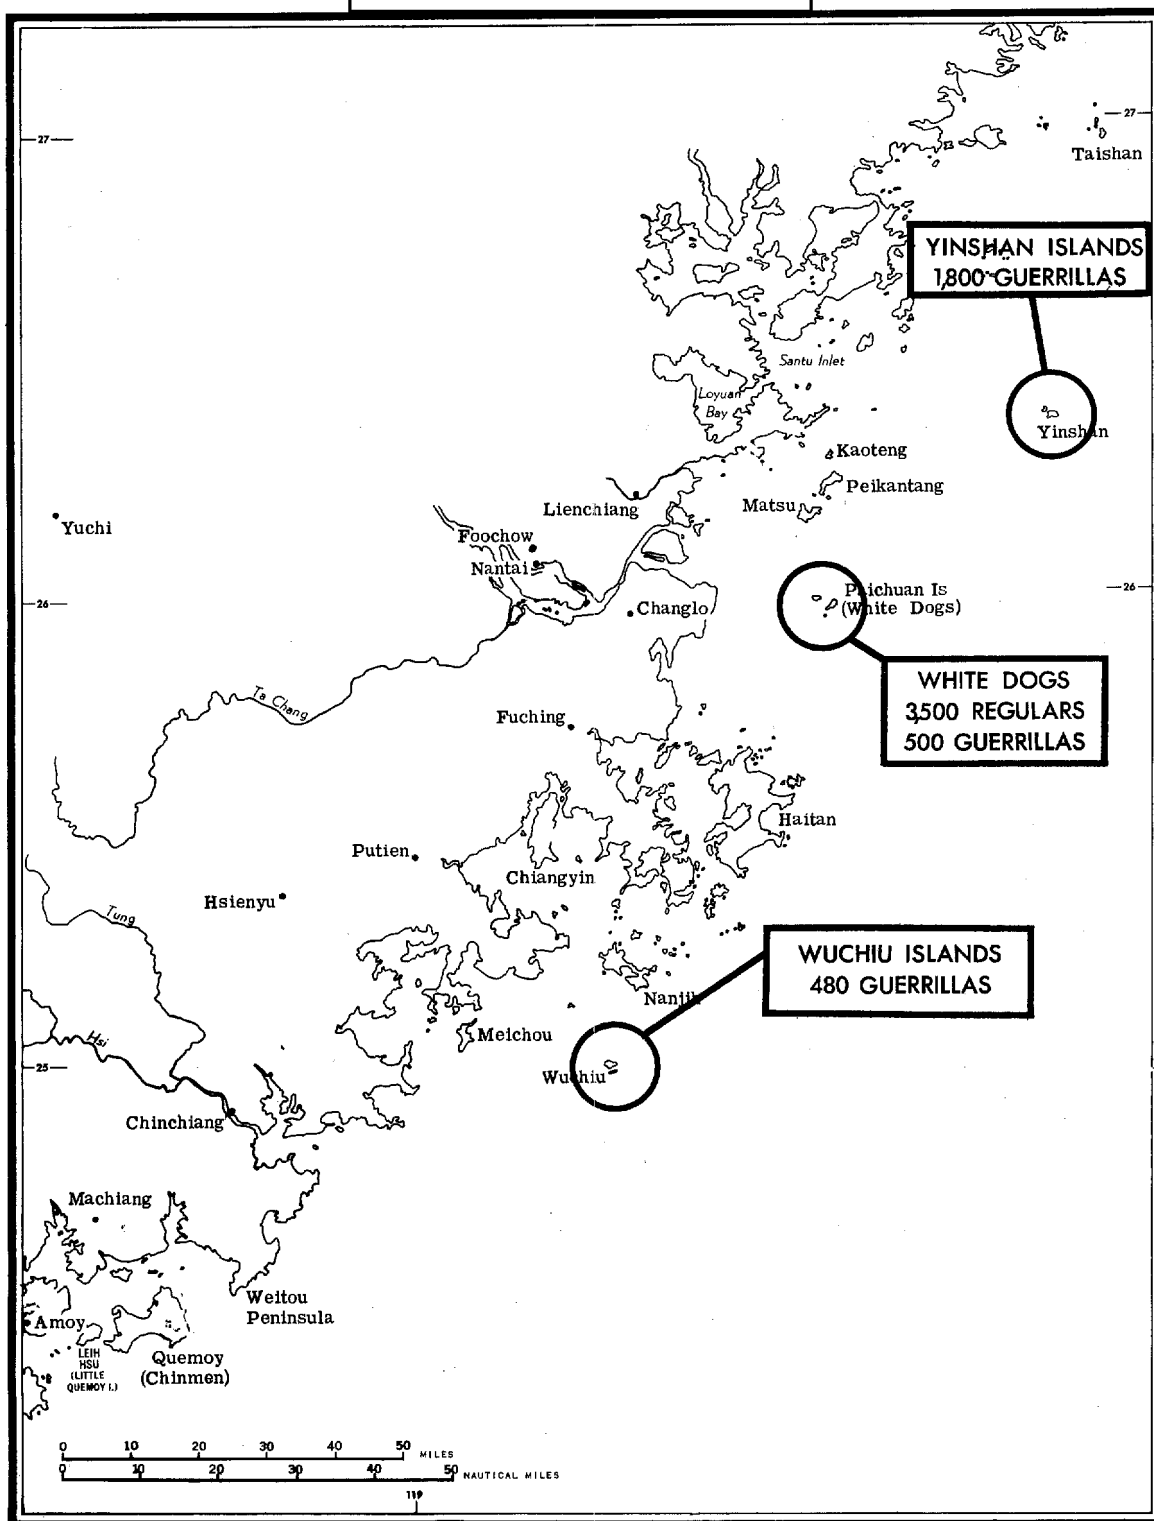 27
27
Taishan
YINSHAN ISLANDS
1,800 GUERRILLAS
Santu Inlet
Loyuan
Bay
Yinshan
Kaoteng
Peikantang
Matsu
Lienchiang
Yuchi
Foochow
Nantai
26
26
Paichuan Is
(White Dogs)
Changlo
WHITE DOGS
3,500 REGULARS
500 GUERRILLAS
Ta Chang
Fuching
Haitan
Putien
Chiangyin
Hsienyu
Tung
WUCHIU ISLANDS
480 GUERRILLAS
Nanjih
Meichou
Hsi
25
25
Wuchiu
Chinchiang
Machiang
Weitou
Peninsula
Amoy
LEIH
HSU
(LITTLE
QUEMOY I.)
Quemoy
(Chinmen)
0 10 20 30 40 50 MILES
0 10 20 30 40 50 NAUTICAL MILES
119